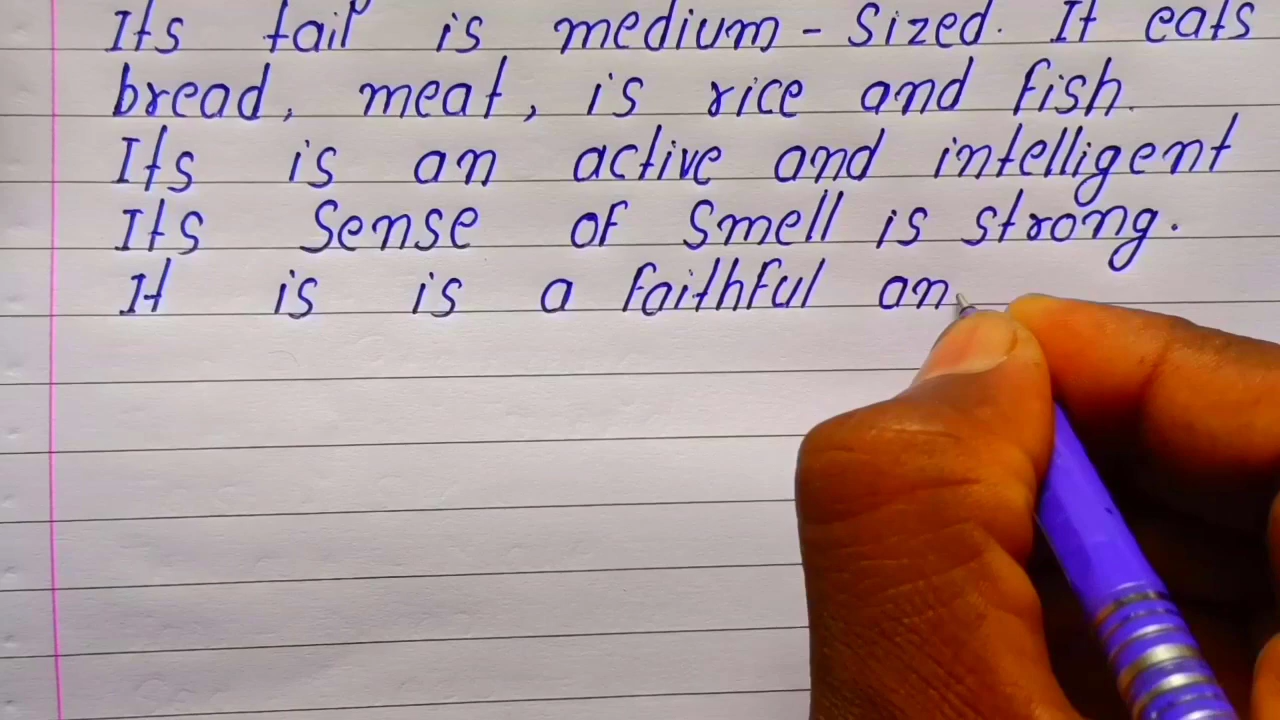 Its tail is medium - Sized. It eats
bread, meat, is rice and fish.
Its is an active and intelligent
Its Sense of Smell is strong.
It is is a faithful an